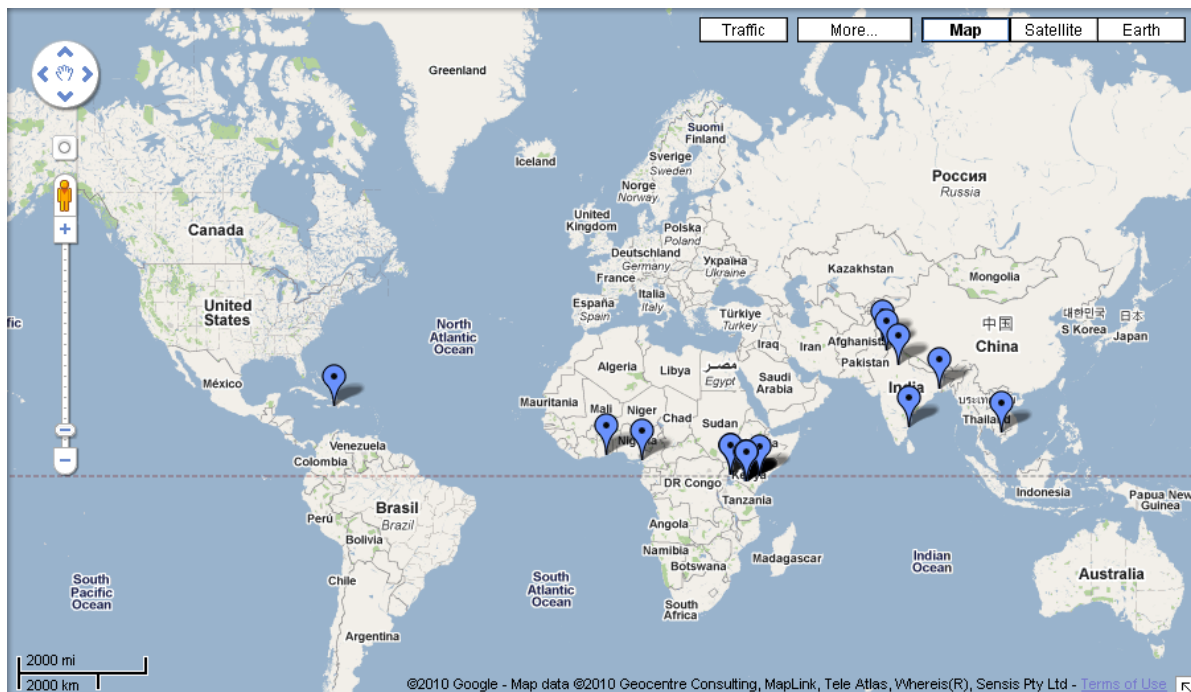 Traffic
More...
Map
Satellite
Earth
Greenland
Suomi
Finland
Iceland
Sverige
Sweden
Россия
Russia
Norge
Norway
United
Kingdom
Canada
Polska
Poland
Deutschland
Germany
Україна
Ukraine
Kazakhstan
France
Mongolia
Italia
Italy
España
Spain
United
States
Türkiye
Turkey
대한민국
S Korea
日本
Japan
中国
China
North
Atlantic
Ocean
Iraq
Iran
Pakistan
Algeria
Libya
مصر
Egypt
Saudi
Arabia
India
México
Mauritania
Mali
Niger
Chad
Sudan
Venezuela
Colombia
DR Congo
Kenya
Tanzania
Indonesia
Papua New
Guinea
Brasil
Brazil
Perú
Bolivia
Angola
Namibia
Botswana
Madagascar
Indian
Ocean
Australia
South
Pacific
Ocean
Chile
South
Atlantic
Ocean
South
Africa
Argentina
2000 mi
2000 km
©2010 Google - Map data ©2010 Geocentre Consulting, MapLink, Tele Atlas, Whereis(R), Sensis Pty Ltd - Terms of Use